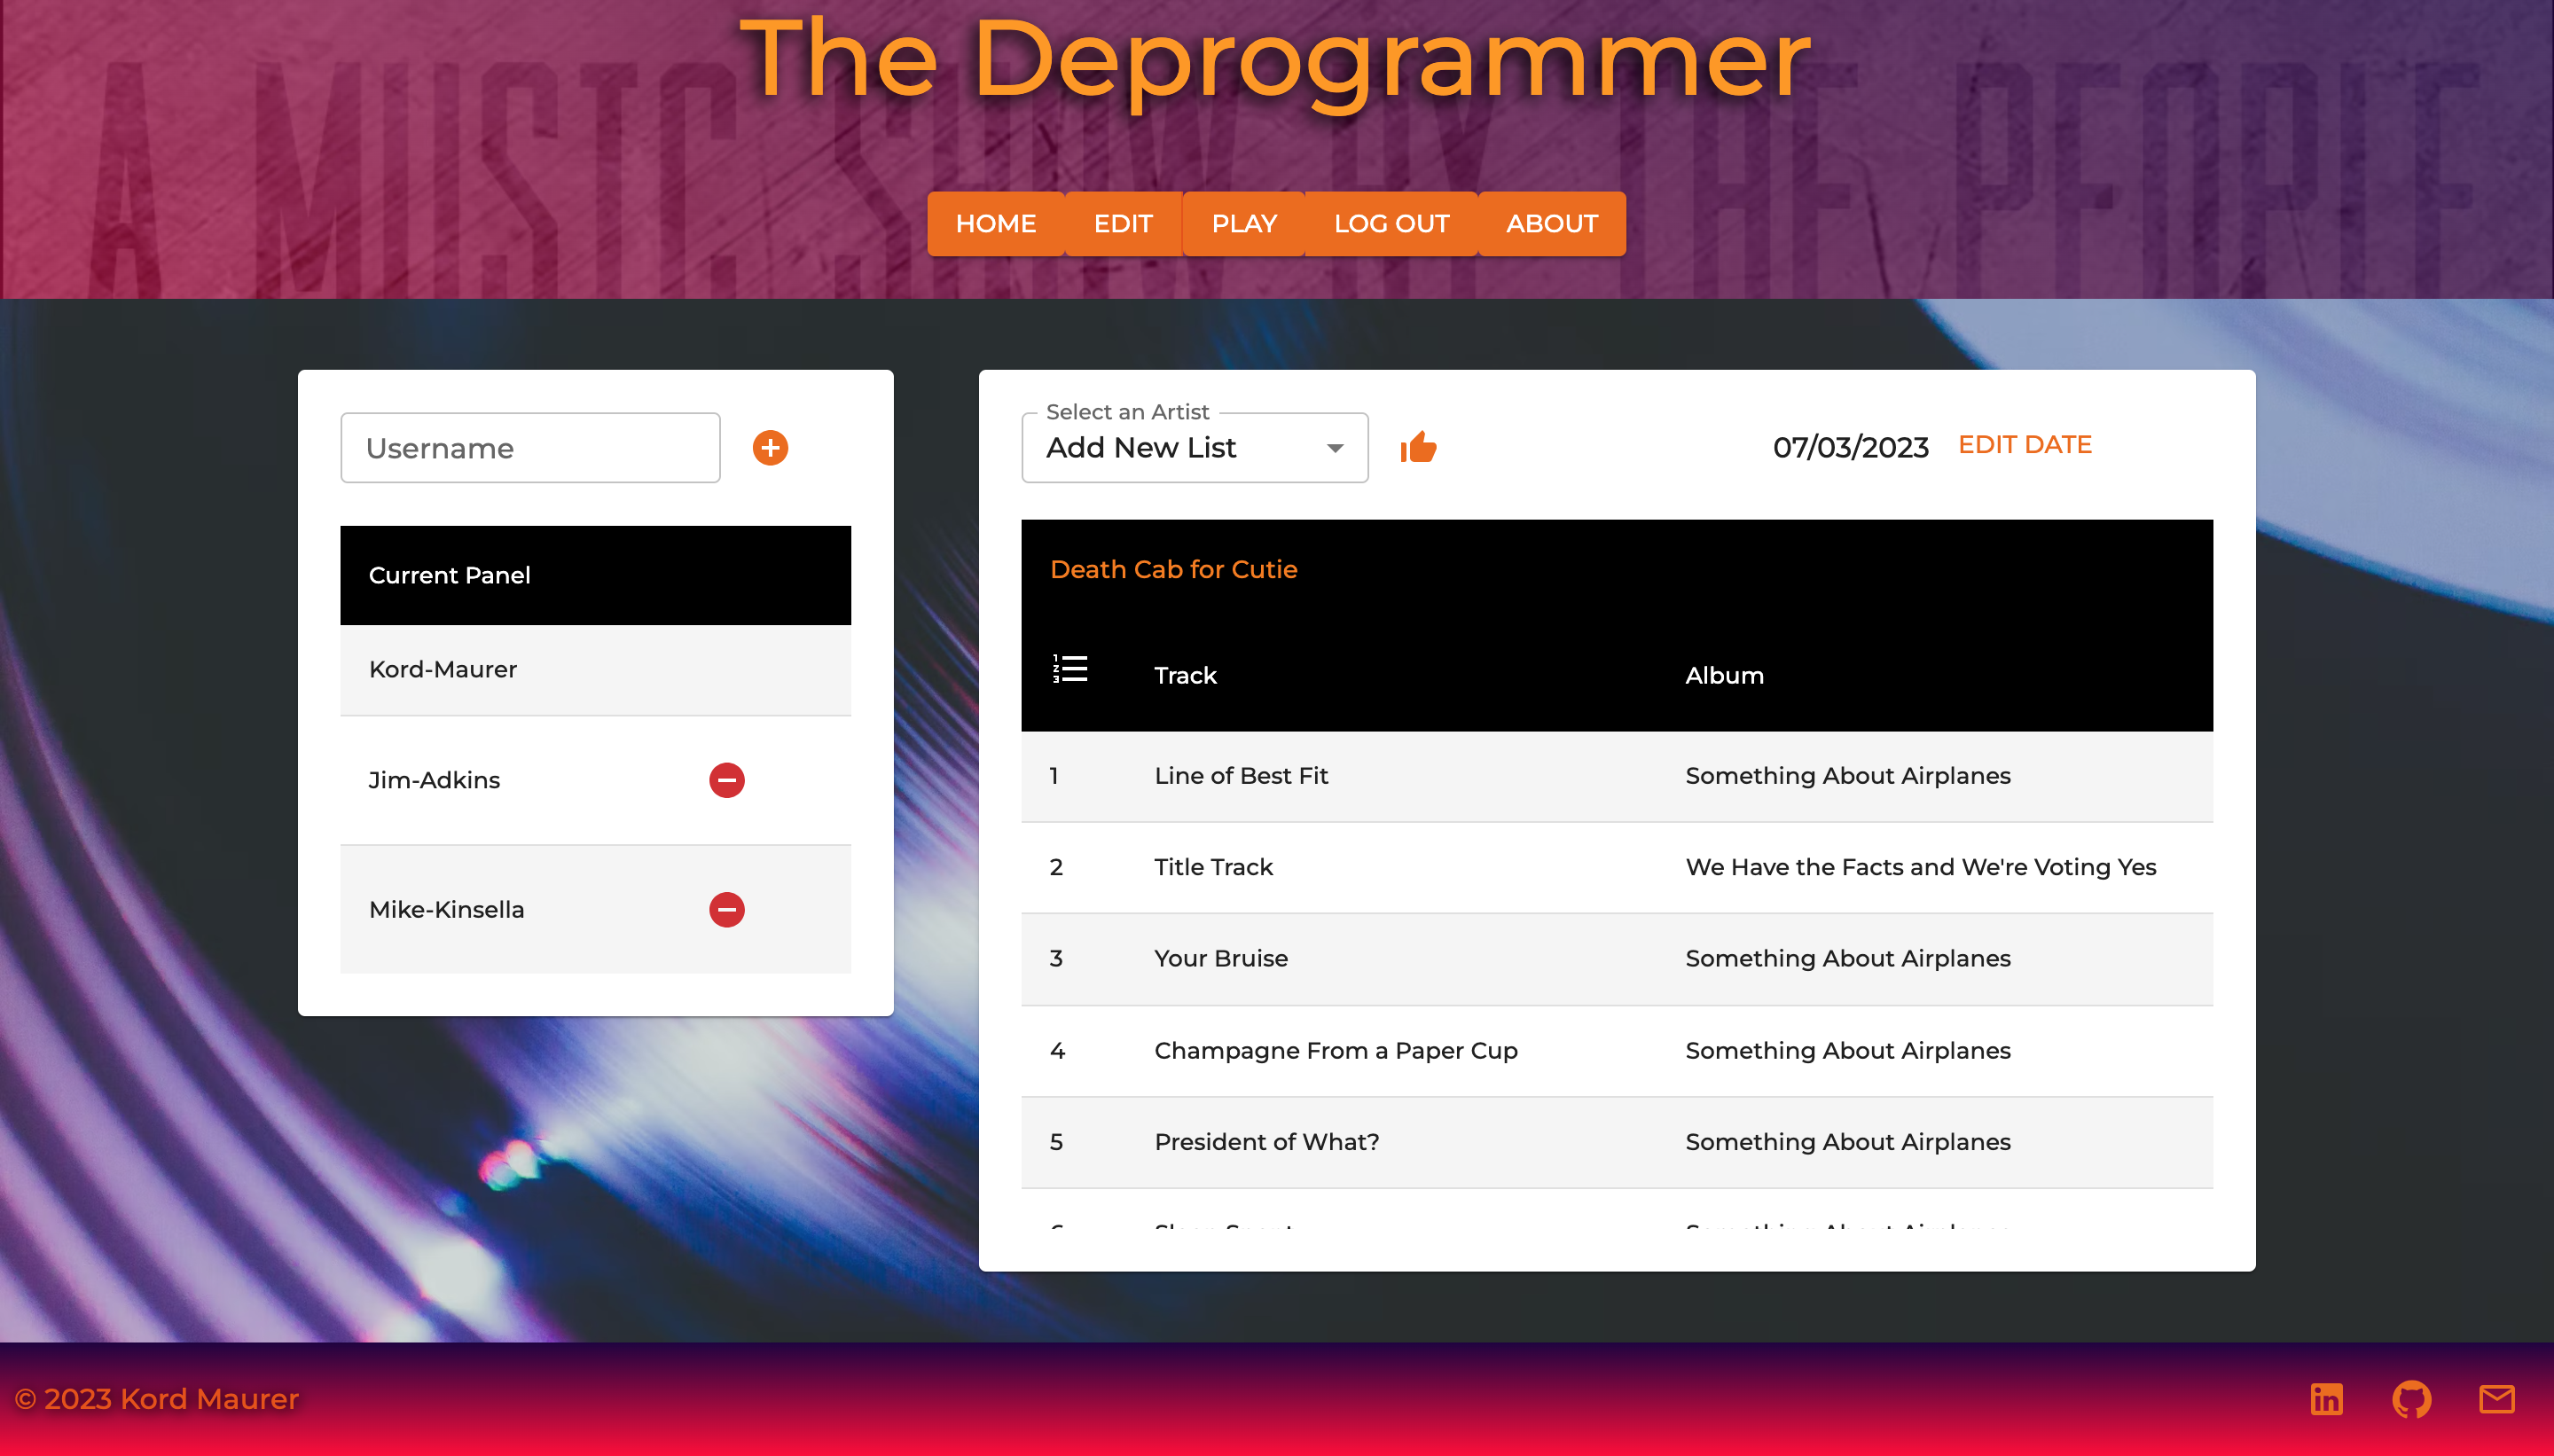 The Deprogrammer
A MUSIC SHOW BY THE PEOPLE
HOME EDIT PLAY LOG OUT ABOUT
Username
Current Panel
Kord-Maurer
Jim-Adkins
Mike-Kinsella
Select an Artist
Add New List
07/03/2023 EDIT DATE
Death Cab for Cutie
Track Album
1 Line of Best Fit Something About Airplanes
2 Title Track We Have the Facts and We're Voting Yes
3 Your Bruise Something About Airplanes
4 Champagne From a Paper Cup Something About Airplanes
5 President of What? Something About Airplanes
© 2023 Kord Maurer